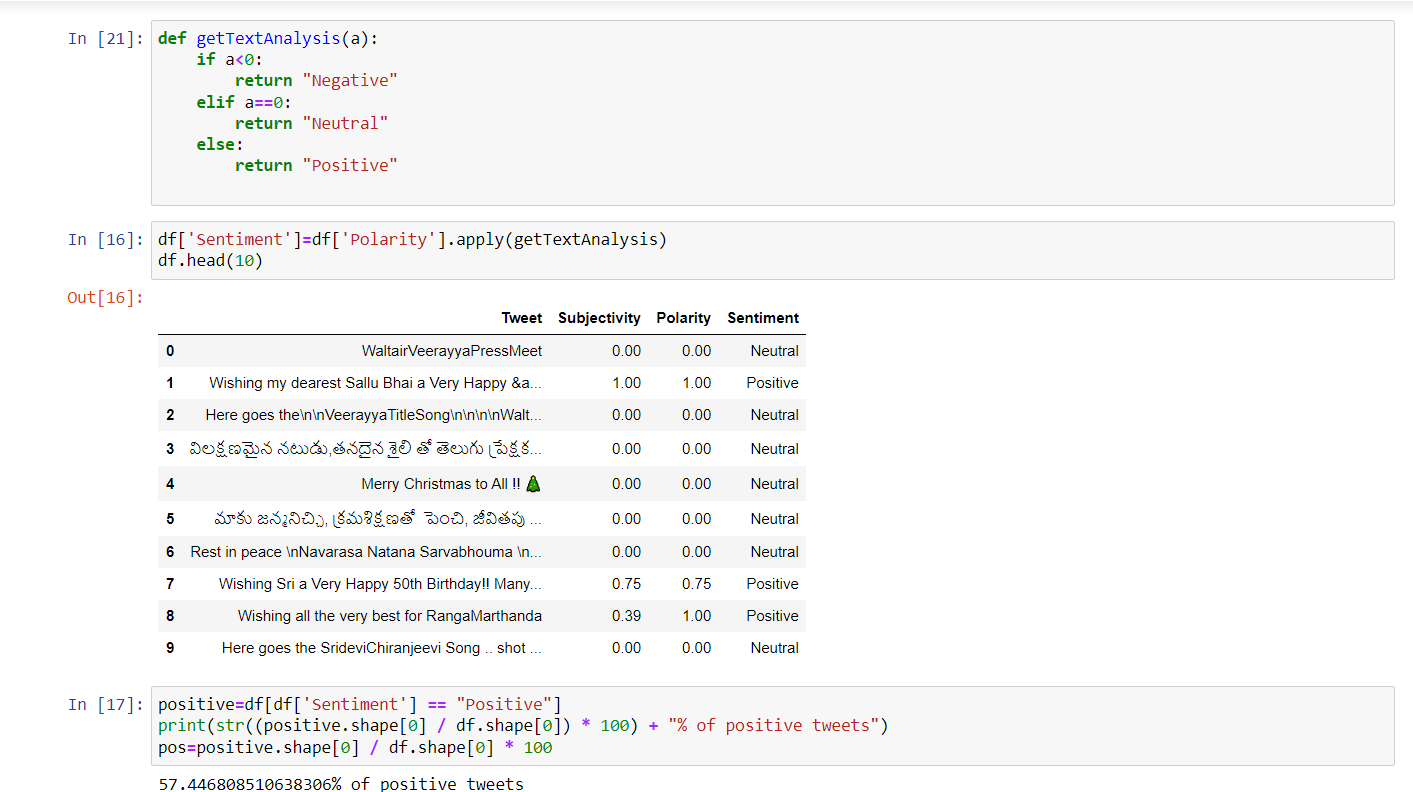 In [21]: def getTextAnalysis(a):
if a<0:
return "Negative"
elif a==0:
return "Neutral"
else:
return "Positive"
In [16]: df['Sentiment']=df['Polarity'].apply(getTextAnalysis)
df.head(10)
Out[16]:
Tweet Subjectivity Polarity Sentiment
0 WaltairVeerayyaPressMeet 0.00 0.00 Neutral
1 Wishing my dearest Sallu Bhai a Very Happy &a... 1.00 1.00 Positive
2 Here goes the\n\nVeerayyaTitleSong\n\n\n\nWalt... 0.00 0.00 Neutral
3 విలక్షణమైన నటుడు,తనదైన శైలి తో తెలుగు ప్రేక్షక... 0.00 0.00 Neutral
4 Merry Christmas to All !! 🎄 0.00 0.00 Neutral
5 మాకు జన్మనిచ్చి, క్రమశిక్షణతో పెంచి, జీవితపు ... 0.00 0.00 Neutral
6 Rest in peace \nNavarasa Natana Sarvabhouma \n... 0.00 0.00 Neutral
7 Wishing Sri a Very Happy 50th Birthday!! Many... 0.75 0.75 Positive
8 Wishing all the very best for RangaMarthanda 0.39 1.00 Positive
9 Here goes the SrideviChiranjeevi Song .. shot ... 0.00 0.00 Neutral
In [17]: positive=df[df['Sentiment'] == "Positive"]
print(str((positive.shape[0] / df.shape[0]) * 100) + "% of positive tweets")
pos=positive.shape[0] / df.shape[0] * 100
57.446808510638306% of positive tweets